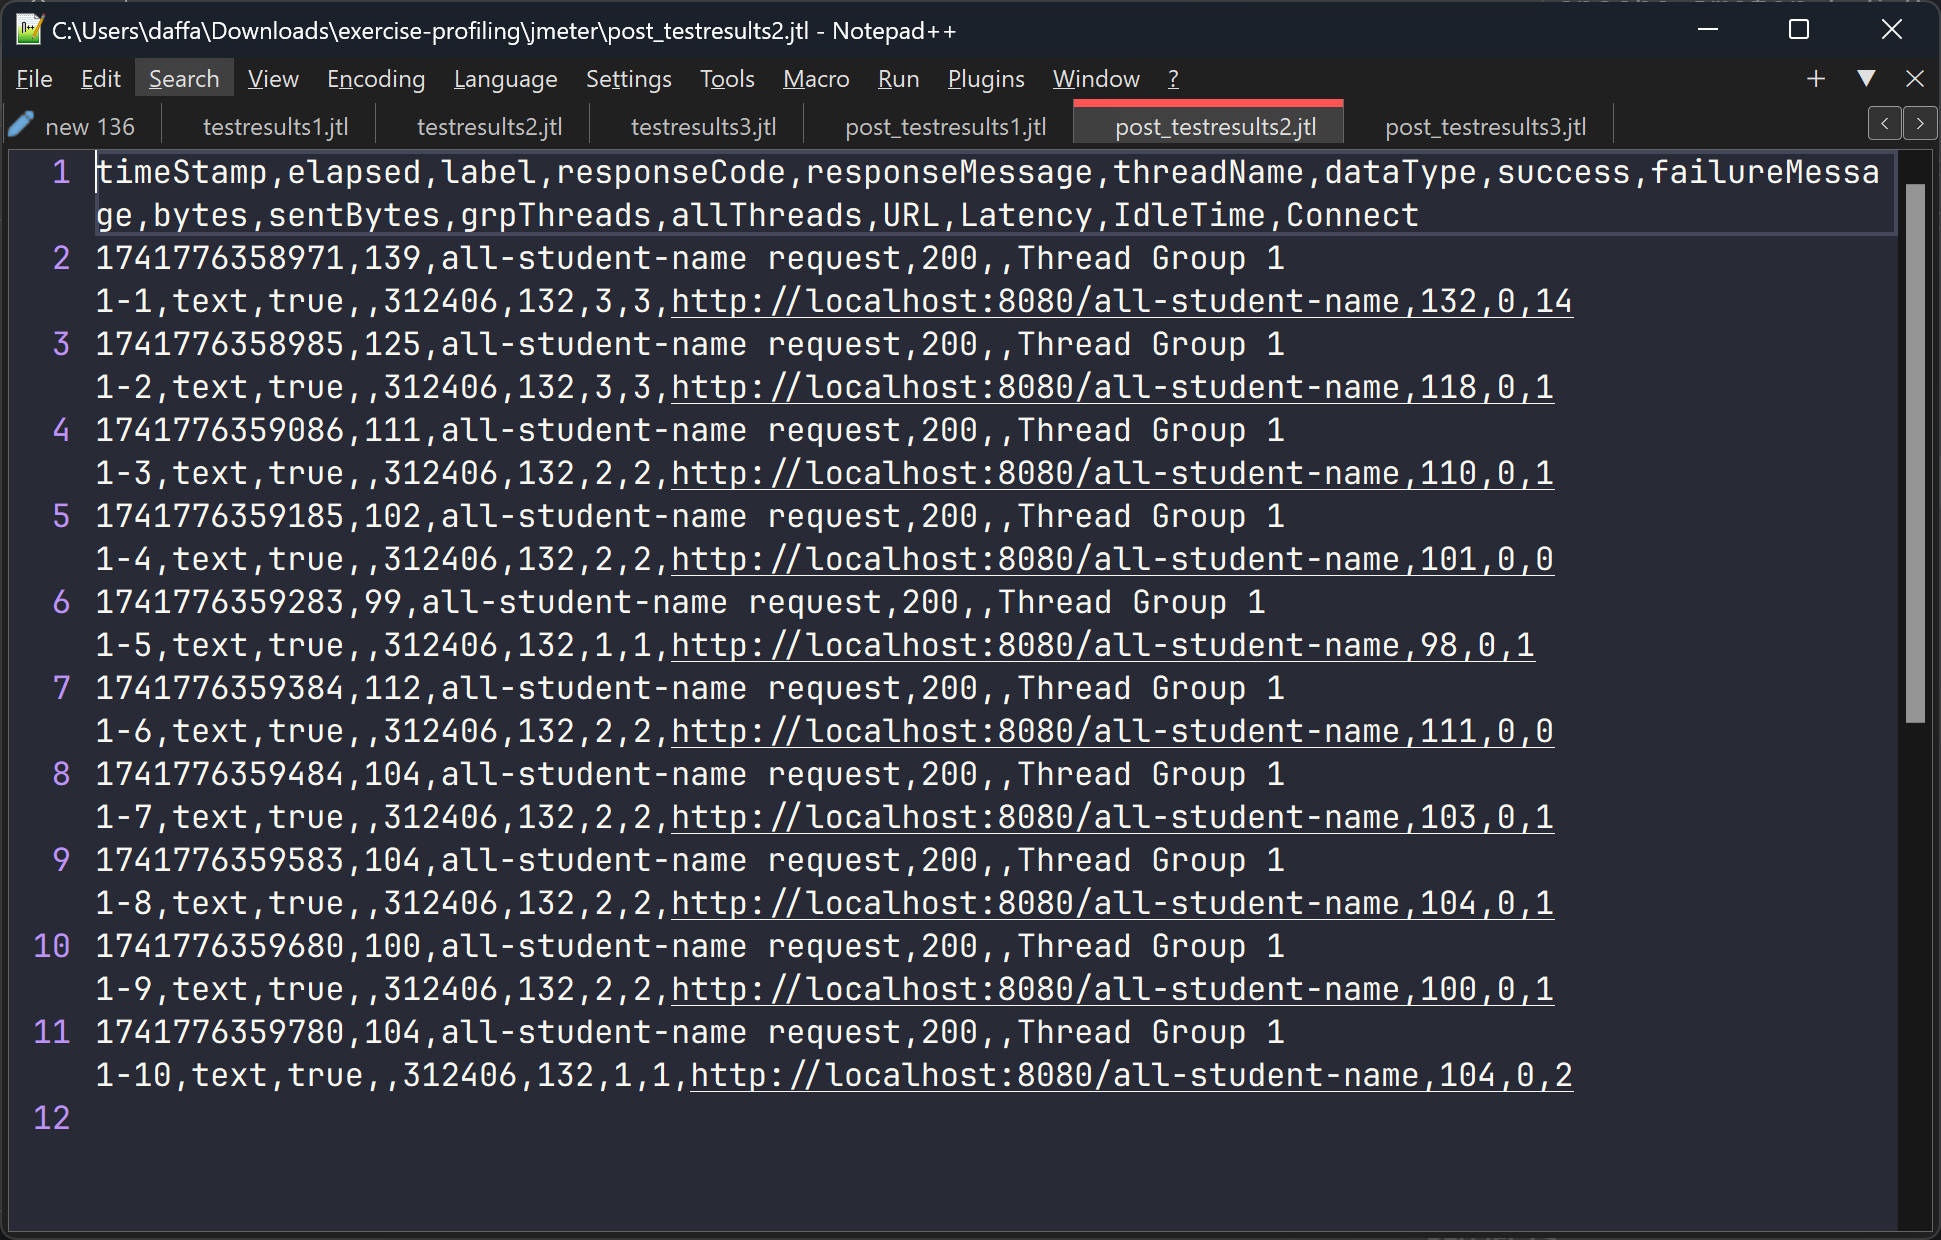 C:\Users\daffa\Downloads\exercise-profiling\jmeter\post_testresults2.jtl - Notepad++
File Edit Search View Encoding Language Settings Tools Macro Run Plugins Window ?
new 136 testresults1.jtl testresults2.jtl testresults3.jtl post_testresults1.jtl post_testresults2.jtl post_testresults3.jtl
1 timeStamp,elapsed,label,responseCode,responseMessage,threadName,dataType,success,failureMessa
ge,bytes,sentBytes,grpThreads,allThreads,URL,Latency,IdleTime,Connect
2 1741776358971,139,all-student-name request,200,,Thread Group 1
1-1,text,true,,312406,132,3,3,http://localhost:8080/all-student-name,132,0,14
3 1741776358985,125,all-student-name request,200,,Thread Group 1
1-2,text,true,,312406,132,3,3,http://localhost:8080/all-student-name,118,0,1
4 1741776359086,111,all-student-name request,200,,Thread Group 1
1-3,text,true,,312406,132,2,2,http://localhost:8080/all-student-name,110,0,1
5 1741776359185,102,all-student-name request,200,,Thread Group 1
1-4,text,true,,312406,132,2,2,http://localhost:8080/all-student-name,101,0,0
6 1741776359283,99,all-student-name request,200,,Thread Group 1
1-5,text,true,,312406,132,1,1,http://localhost:8080/all-student-name,98,0,1
7 1741776359384,112,all-student-name request,200,,Thread Group 1
1-6,text,true,,312406,132,2,2,http://localhost:8080/all-student-name,111,0,0
8 1741776359484,104,all-student-name request,200,,Thread Group 1
1-7,text,true,,312406,132,2,2,http://localhost:8080/all-student-name,103,0,1
9 1741776359583,104,all-student-name request,200,,Thread Group 1
1-8,text,true,,312406,132,2,2,http://localhost:8080/all-student-name,104,0,1
10 1741776359680,100,all-student-name request,200,,Thread Group 1
1-9,text,true,,312406,132,2,2,http://localhost:8080/all-student-name,100,0,1
11 1741776359780,104,all-student-name request,200,,Thread Group 1
1-10,text,true,,312406,132,1,1,http://localhost:8080/all-student-name,104,0,2
12